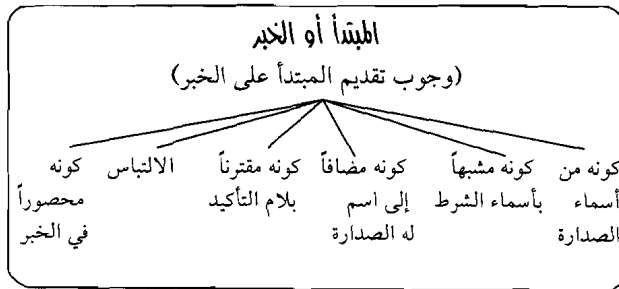 المبتدأ أو الخبر
(وجوب تقديم المبتدأ على الخبر)
كونه من أسماء الصدارة
كونه مشبهاً بأسماء الشرط
كونه مضافاً إلى اسم له الصدارة
كونه مقترناً بلام التأكيد
الالتباس
كونه محصوراً في الخبر